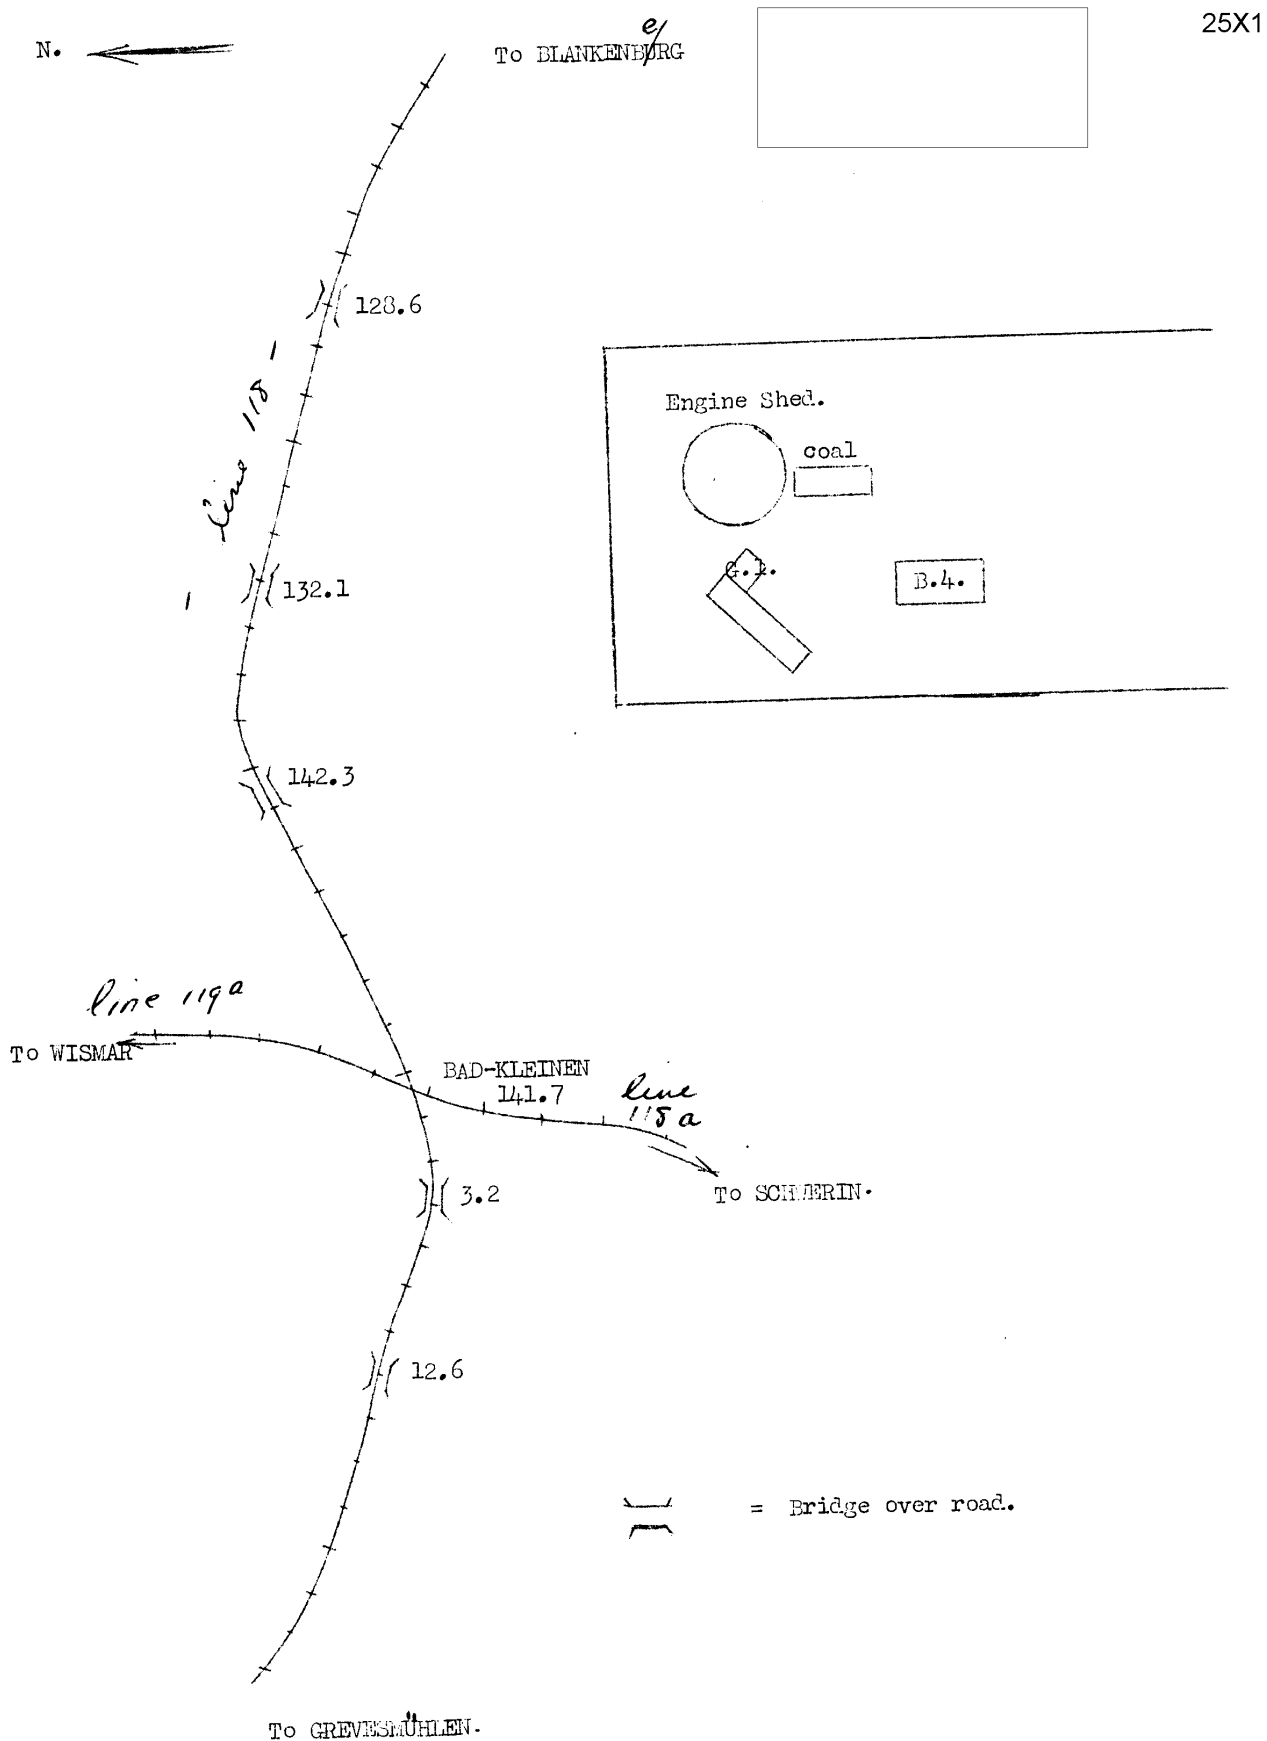 25X1
N.
To BLANKENBURG
e/
128.6
line 118
Engine Shed.
coal
G.1.
B.4.
132.1
142.3
line 119a
To WISMAR
BAD-KLEINEN
141.7
line
118a
To SCHWERIN.
3.2
12.6
= Bridge over road.
To GREVESMÜHLEN.